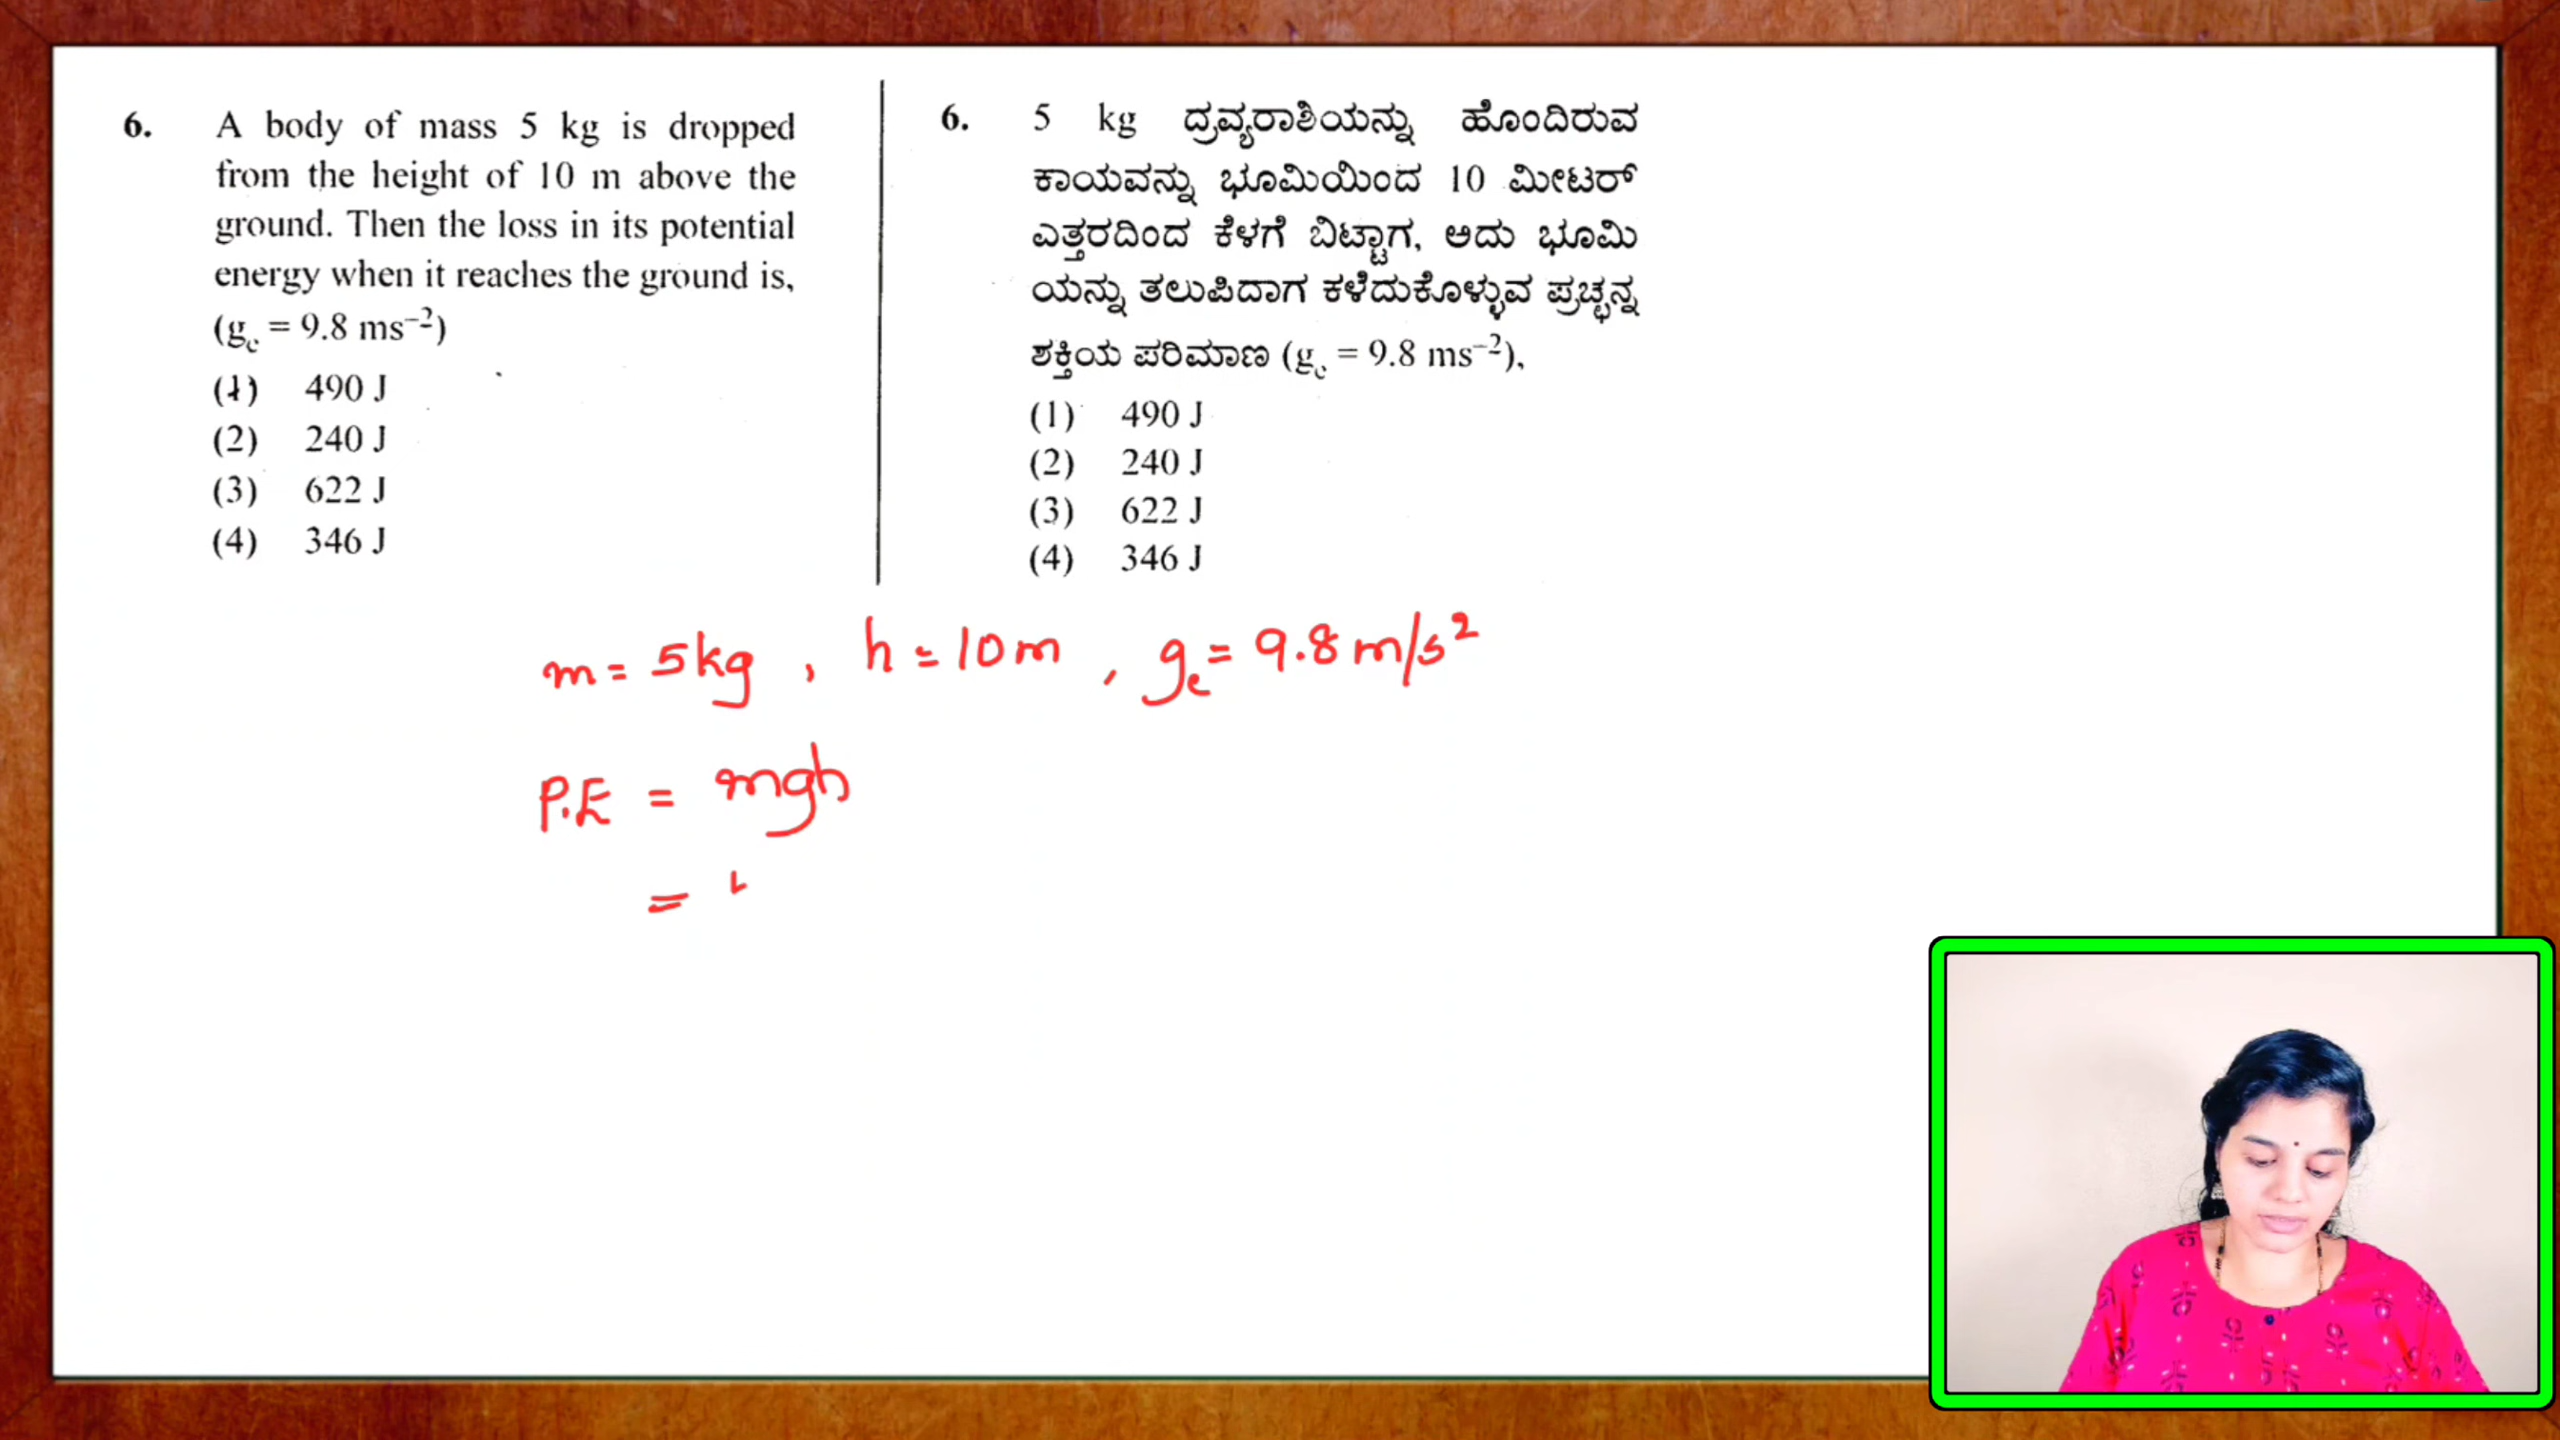 6. A body of mass 5 kg is dropped
from the height of 10 m above the
ground. Then the loss in its potential
energy when it reaches the ground is,
(gₑ = 9.8 ms⁻²)
(1) 490 J
(2) 240 J
(3) 622 J
(4) 346 J
6. 5 kg ದ್ರವ್ಯರಾಶಿಯನ್ನು ಹೊಂದಿರುವ
ಕಾಯವನ್ನು ಭೂಮಿಯಿಂದ 10 ಮೀಟರ್
ಎತ್ತರದಿಂದ ಕೆಳಗೆ ಬಿಟ್ಟಾಗ, ಅದು ಭೂಮಿ
ಯನ್ನು ತಲುಪಿದಾಗ ಕಳೆದುಕೊಳ್ಳುವ ಪ್ರಚ್ಛನ್ನ
ಶಕ್ತಿಯ ಪರಿಮಾಣ (gₑ = 9.8 ms⁻²),
(1) 490 J
(2) 240 J
(3) 622 J
(4) 346 J
m = 5kg , h = 10m , gₑ = 9.8 m/s²
P.E = mgh
=